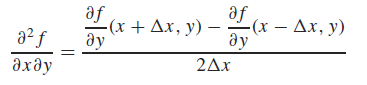 ∂²f/∂x∂y = (∂f/∂y (x + Δx, y) − ∂f/∂y (x − Δx, y)) / 2Δx